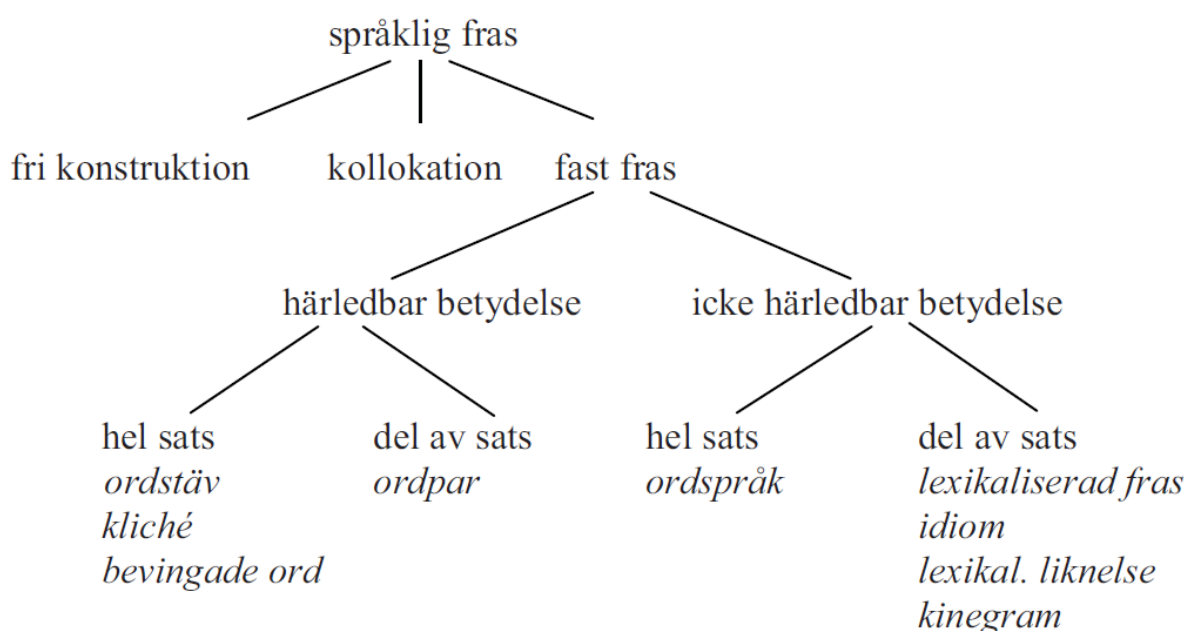 språklig fras
fri konstruktion kollokation fast fras
härledbar betydelse icke härledbar betydelse
hel sats del av sats hel sats del av sats
ordstäv ordpar ordspråk lexikaliserad fras
kliché idiom
bevingade ord lexikal. liknelse
kinegram